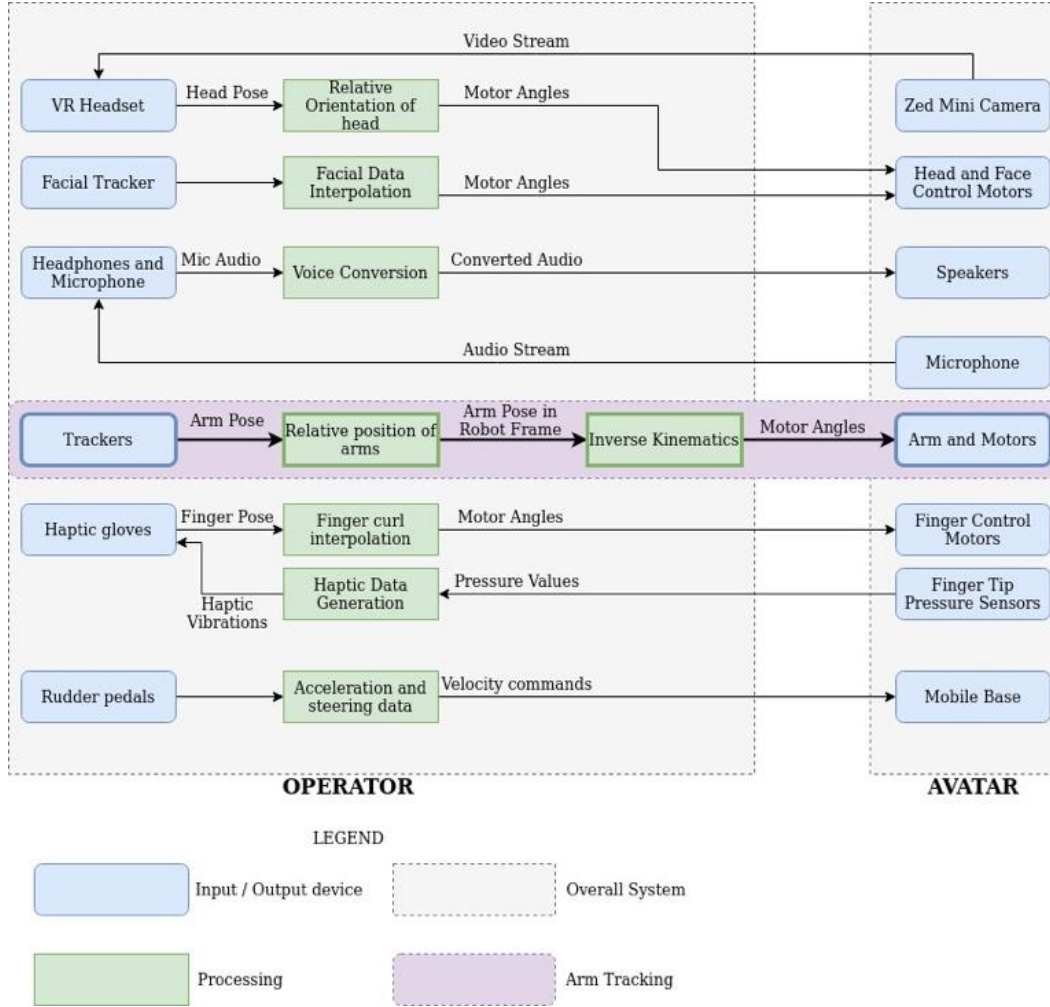 Video Stream
VR Headset
Head Pose
Relative
Orientation of
head
Motor Angles
Zed Mini Camera
Facial Tracker
Facial Data
Interpolation
Motor Angles
Head and Face
Control Motors
Headphones and
Microphone
Mic Audio
Voice Conversion
Converted Audio
Speakers
Audio Stream
Microphone
Trackers
Arm Pose
Relative position of
arms
Arm Pose in
Robot Frame
Inverse Kinematics
Motor Angles
Arm and Motors
Haptic gloves
Finger Pose
Finger curl
interpolation
Motor Angles
Finger Control
Motors
Haptic
Vibrations
Haptic Data
Generation
Pressure Values
Finger Tip
Pressure Sensors
Rudder pedals
Acceleration and
steering data
Velocity commands
Mobile Base
OPERATOR
AVATAR
LEGEND
Input / Output device
Overall System
Processing
Arm Tracking